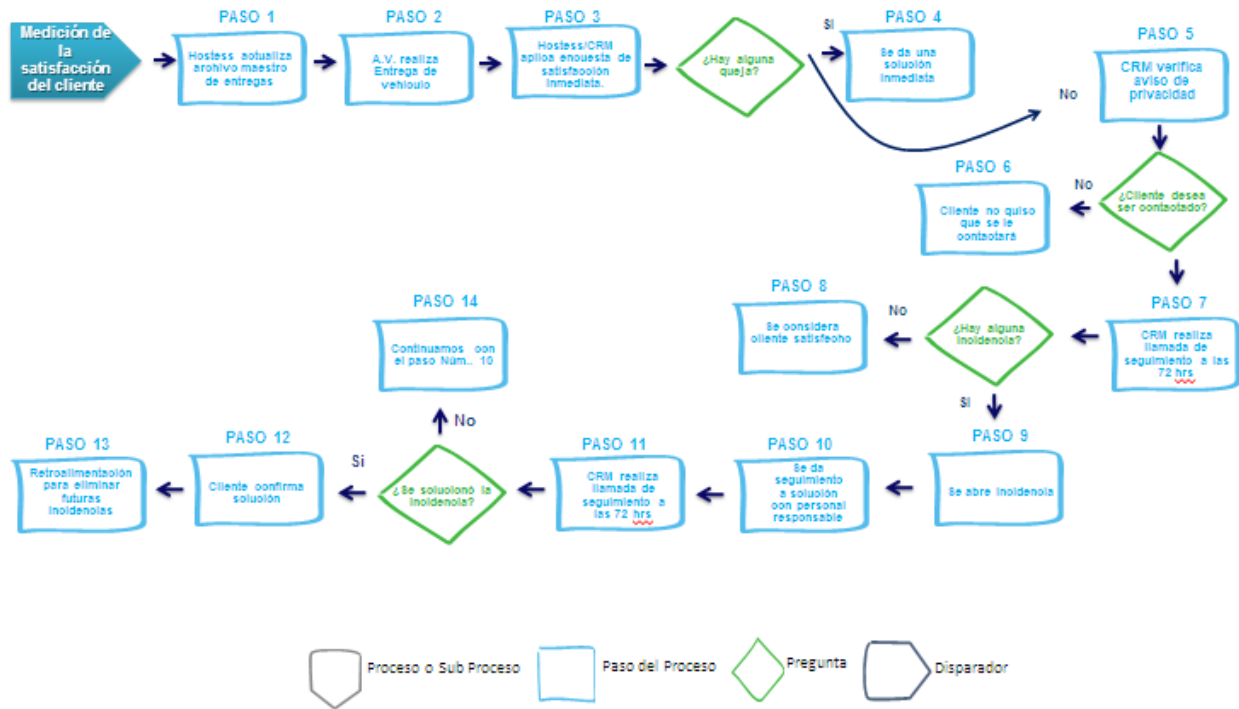 Medición de
la
satisfacción
del cliente
PASO 1
Hostess actualiza
archivo maestro
de entregas
PASO 2
A.V. realiza
Entrega de
vehículo
PASO 3
Hostess/CRM
aplica encuesta de
satisfacción
inmediata.
¿Hay alguna
queja?
SI
PASO 4
Se da una
solución
inmediata
No
PASO 5
CRM verifica
aviso de
privacidad
¿Cliente desea
ser contactado?
No
PASO 6
Cliente no quiso
que se le
contactará
PASO 7
CRM realiza
llamada de
seguimiento a las
72 hrs
¿Hay alguna
incidencia?
No
PASO 8
Se considera
cliente satisfecho
SI
PASO 9
Se abre incidencia
PASO 10
Se da
seguimiento
a solución
con personal
responsable
PASO 11
CRM realiza
llamada de
seguimiento a
las 72 hrs
¿Se solucionó la
incidencia?
No
PASO 14
Continuamos con
el paso Núm.. 10
Si
PASO 12
Cliente confirma
solución
PASO 13
Retroalimentación
para eliminar
futuras
incidencias
Proceso o Sub Proceso
Paso del Proceso
Pregunta
Disparador